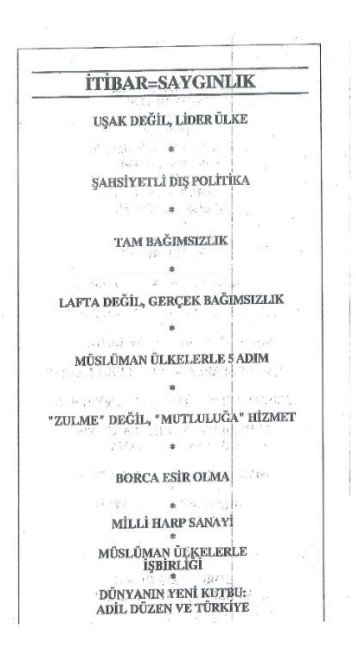 İTİBAR=SAYGINLIK
UŞAK DEĞİL, LİDER ÜLKE
*
ŞAHSİYETLİ DIŞ POLİTİKA
*
TAM BAĞIMSIZLIK
*
LAFTA DEĞİL, GERÇEK BAĞIMSIZLIK
*
MÜSLÜMAN ÜLKELERLE 5 ADIM
*
"ZULME" DEĞİL, "MUTLULUĞA" HİZMET
*
BORCA ESİR OLMA
*
MİLLİ HARP SANAYİ
*
MÜSLÜMAN ÜLKELERLE
İŞBİRLİĞİ
*
DÜNYANIN YENİ KUTBU:
ADİL DÜZEN VE TÜRKİYE